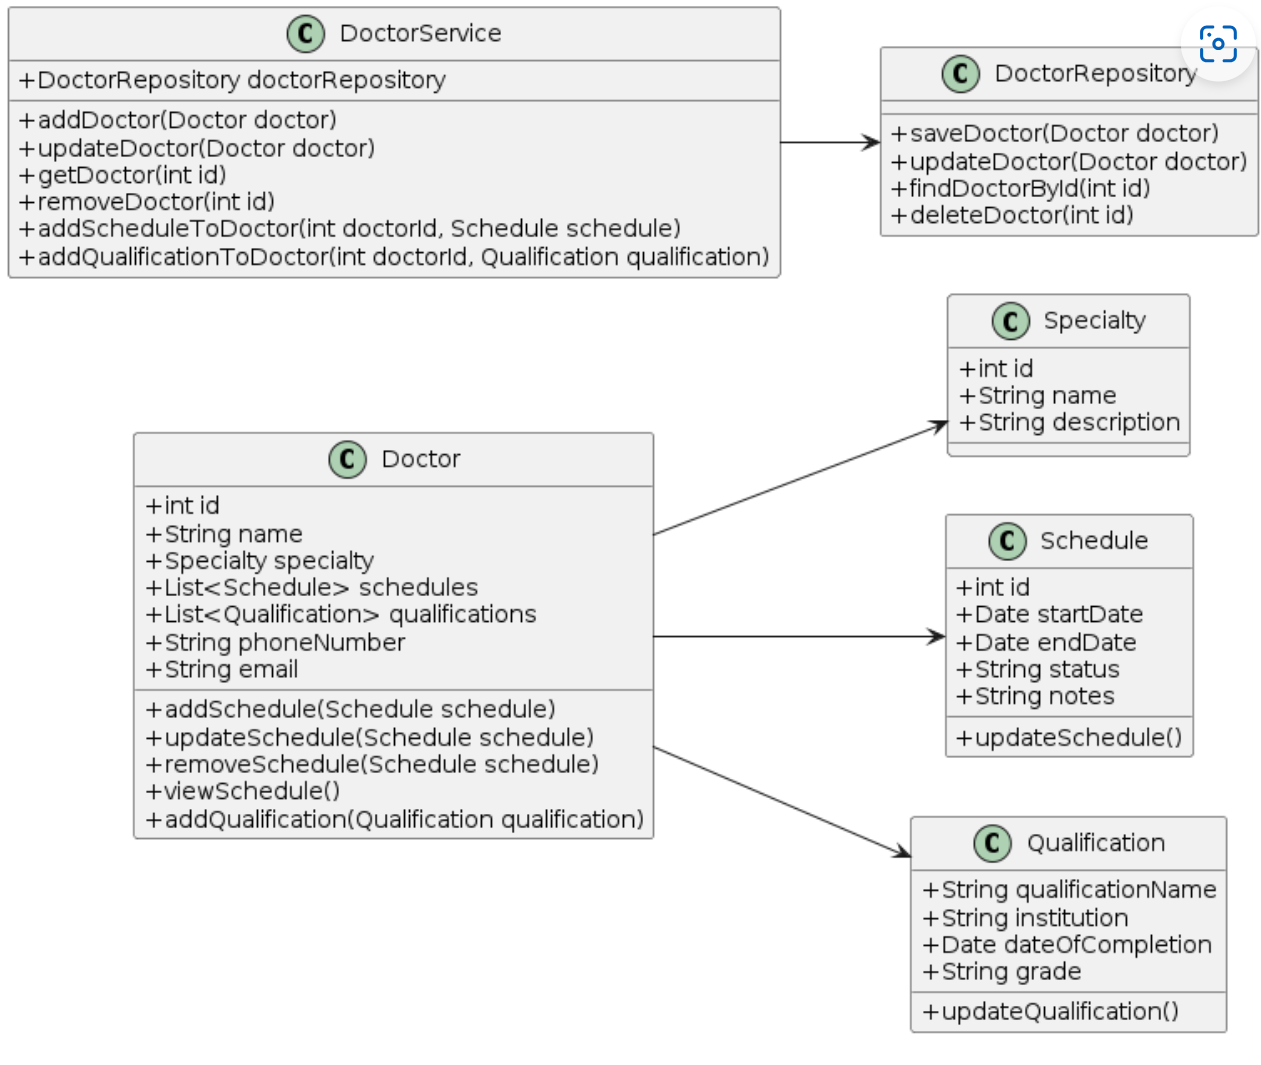 C DoctorService
+DoctorRepository doctorRepository
+addDoctor(Doctor doctor)
+updateDoctor(Doctor doctor)
+getDoctor(int id)
+removeDoctor(int id)
+addScheduleToDoctor(int doctorId, Schedule schedule)
+addQualificationToDoctor(int doctorId, Qualification qualification)
C DoctorRepository
+saveDoctor(Doctor doctor)
+updateDoctor(Doctor doctor)
+findDoctorById(int id)
+deleteDoctor(int id)
C Specialty
+int id
+String name
+String description
C Doctor
+int id
+String name
+Specialty specialty
+List<Schedule> schedules
+List<Qualification> qualifications
+String phoneNumber
+String email
+addSchedule(Schedule schedule)
+updateSchedule(Schedule schedule)
+removeSchedule(Schedule schedule)
+viewSchedule()
+addQualification(Qualification qualification)
C Schedule
+int id
+Date startDate
+Date endDate
+String status
+String notes
+updateSchedule()
C Qualification
+String qualificationName
+String institution
+Date dateOfCompletion
+String grade
+updateQualification()